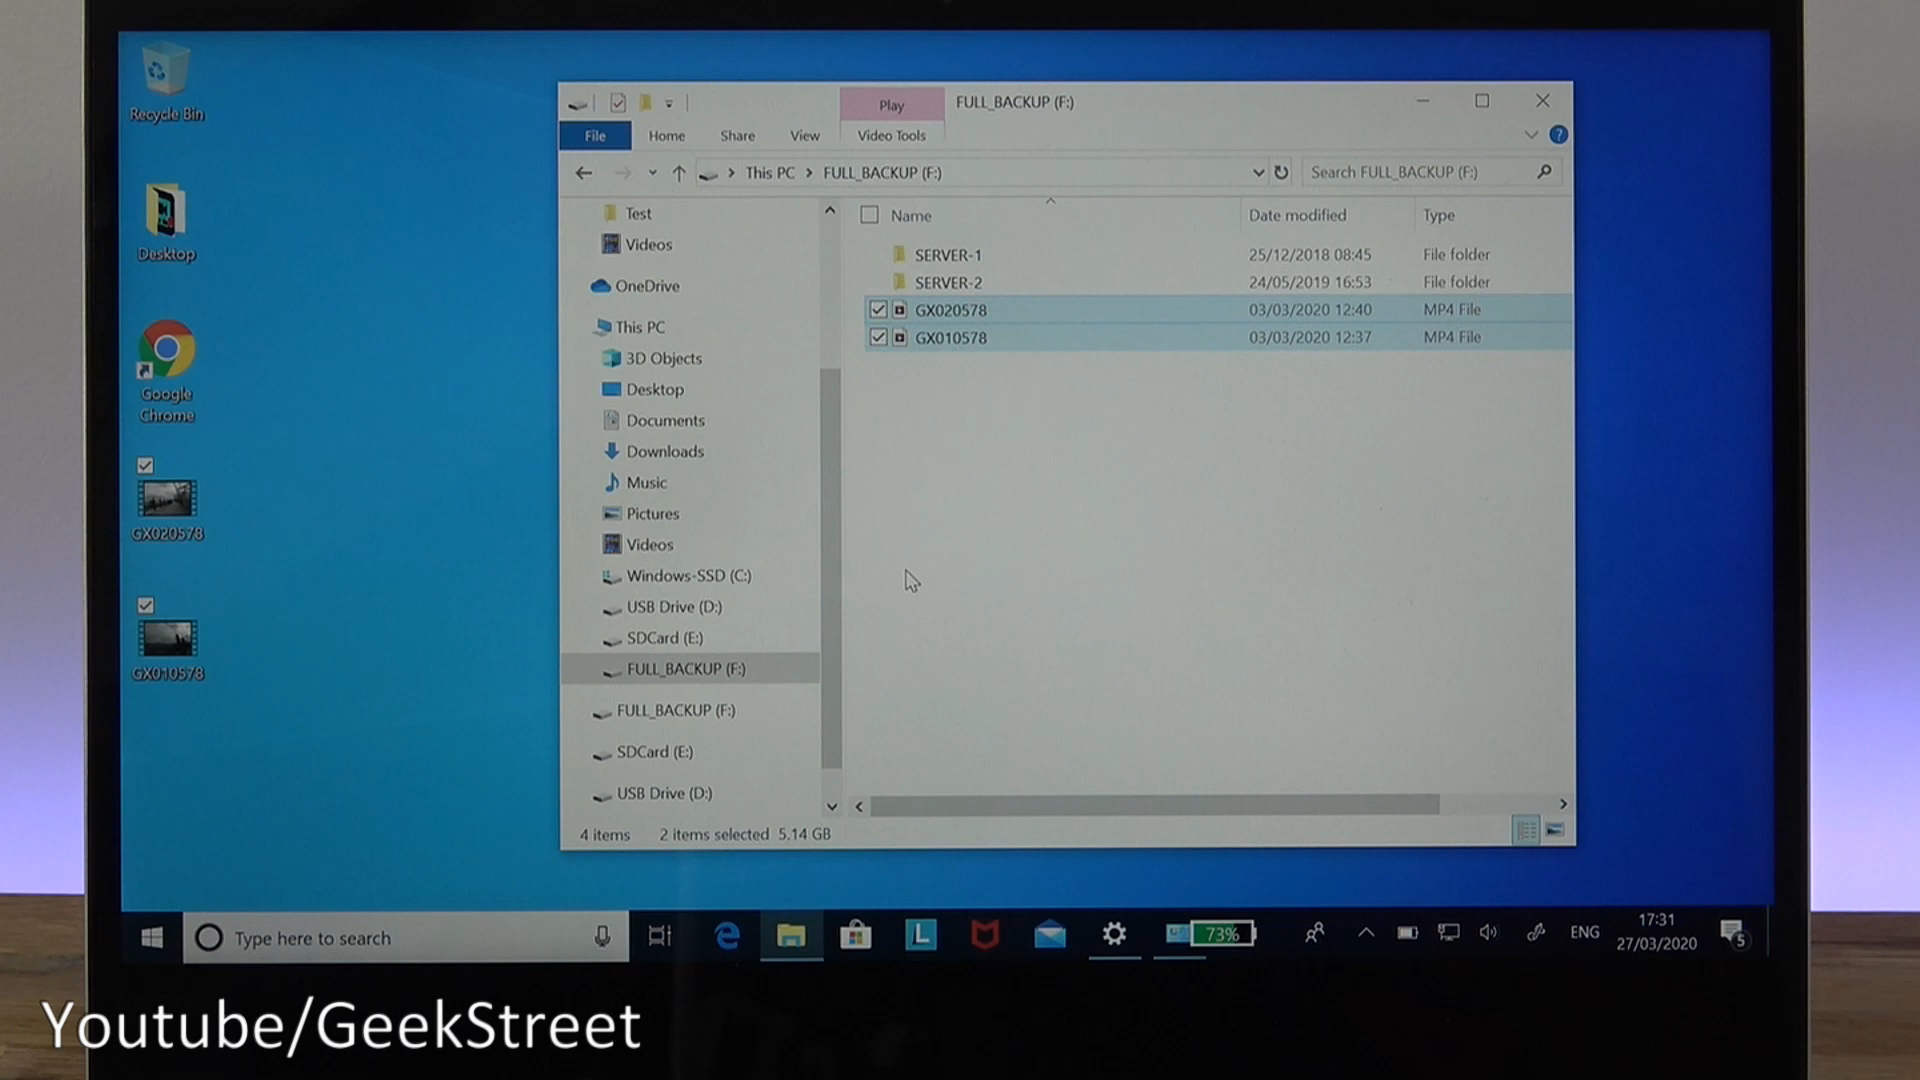 Recycle Bin
Desktop
Google
Chrome
GX020578
GX010578
Play
FULL_BACKUP (F:)
File
Home
Share
View
Video Tools
?
This PC > FULL_BACKUP (F:)
Search FULL_BACKUP (F:)
Name
Date modified
Type
SERVER-1
25/12/2018 08:45
File folder
SERVER-2
24/05/2019 16:53
File folder
GX020578
03/03/2020 12:40
MP4 File
GX010578
03/03/2020 12:37
MP4 File
Test
Videos
OneDrive
This PC
3D Objects
Desktop
Documents
Downloads
Music
Pictures
Videos
Windows-SSD (C:)
USB Drive (D:)
SDCard (E:)
FULL_BACKUP (F:)
FULL_BACKUP (F:)
SDCard (E:)
USB Drive (D:)
4 items
2 items selected 5.14 GB
Type here to search
L
73%
ENG
17:31
27/03/2020
5
Youtube/GeekStreet